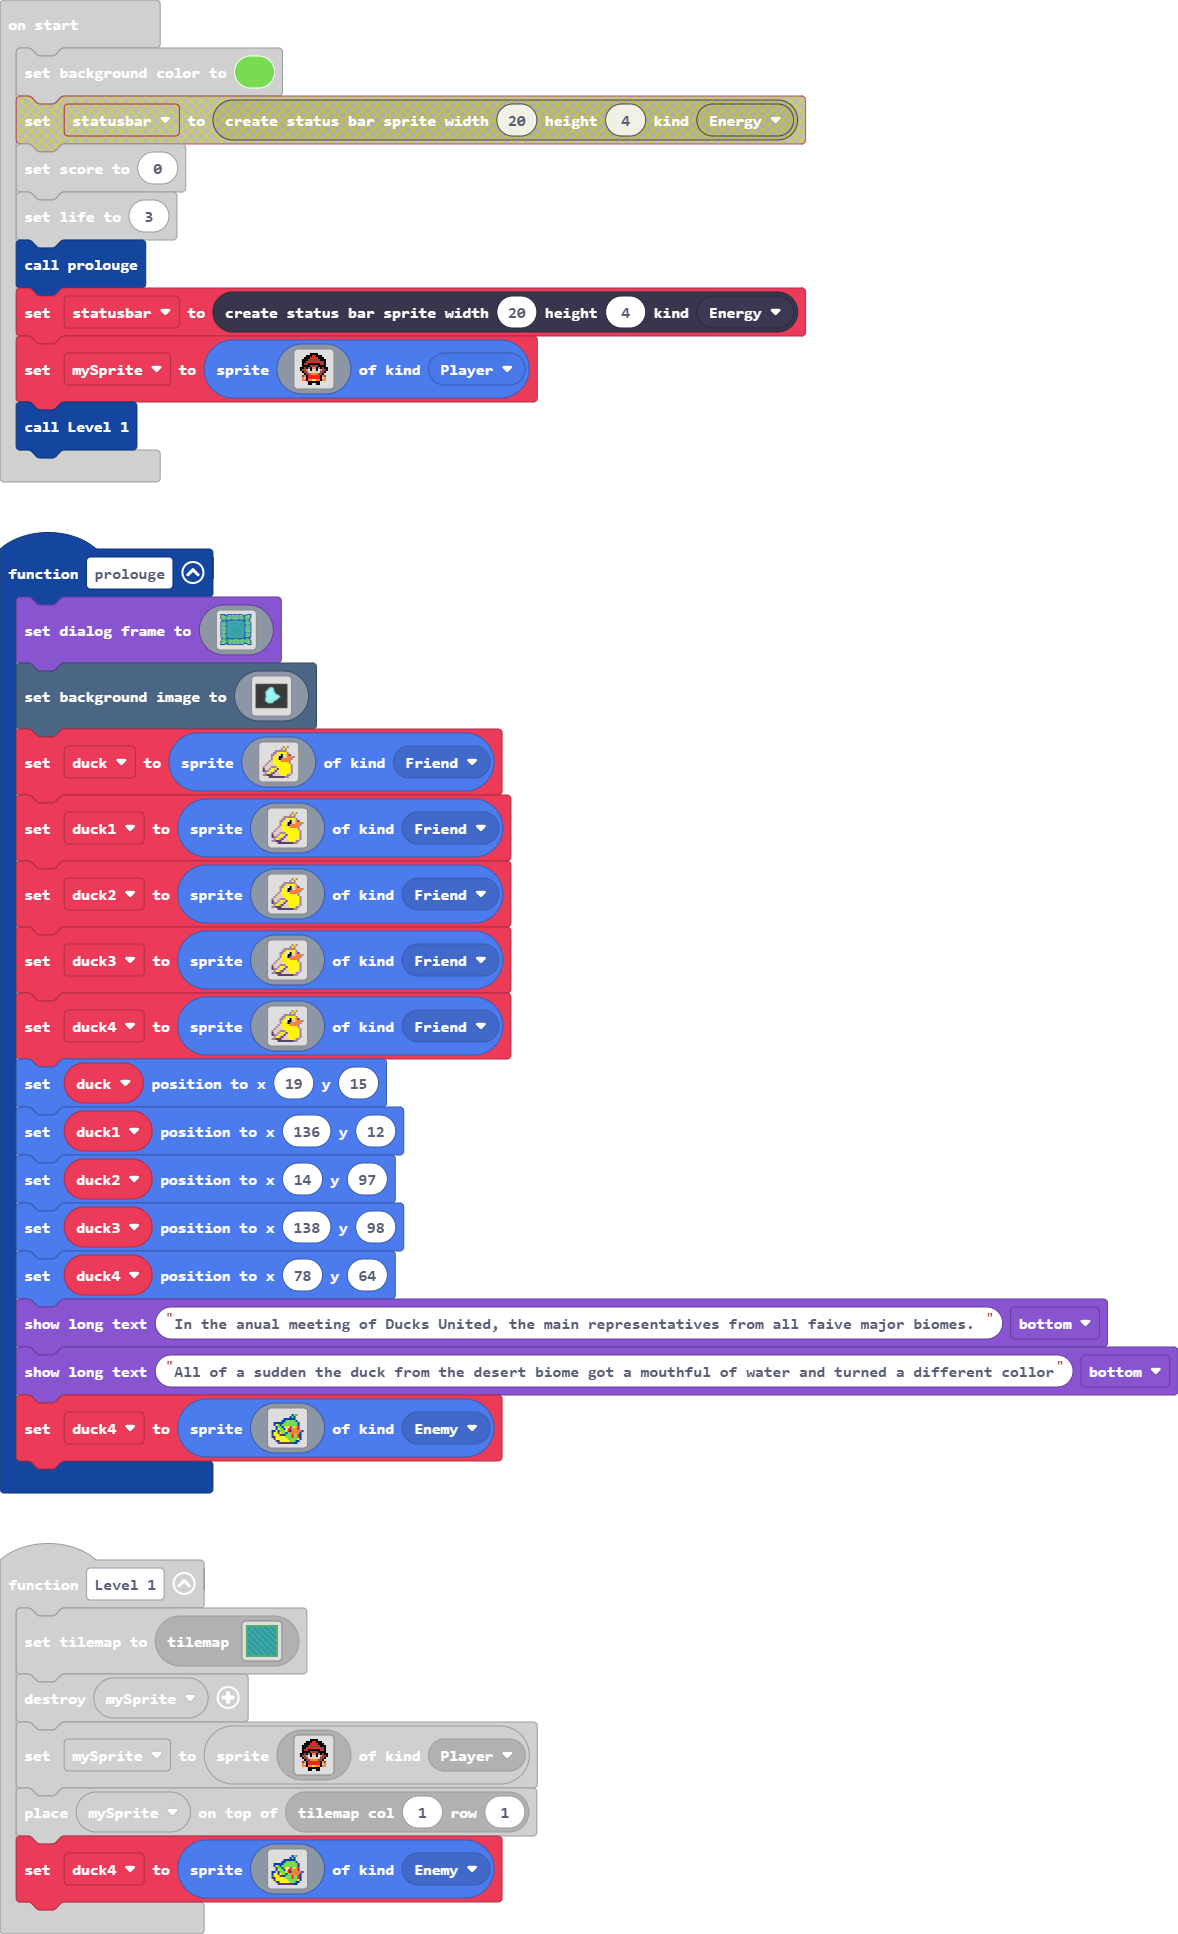 on start
set background color to
set statusbar to create status bar sprite width 20 height 4 kind Energy
set score to 0
set life to 3
call prolouge
set statusbar to create status bar sprite width 20 height 4 kind Energy
set mySprite to sprite of kind Player
call Level 1
function prolouge
set dialog frame to
set background image to
set duck to sprite of kind Friend
set duck1 to sprite of kind Friend
set duck2 to sprite of kind Friend
set duck3 to sprite of kind Friend
set duck4 to sprite of kind Friend
set duck position to x 19 y 15
set duck1 position to x 136 y 12
set duck2 position to x 14 y 97
set duck3 position to x 138 y 98
set duck4 position to x 78 y 64
show long text "In the anual meeting of Ducks United, the main representatives from all faive major biomes. " bottom
show long text "All of a sudden the duck from the desert biome got a mouthful of water and turned a different collor" bottom
set duck4 to sprite of kind Enemy
function Level 1
set tilemap to tilemap
destroy mySprite
set mySprite to sprite of kind Player
place mySprite on top of tilemap col 1 row 1
set duck4 to sprite of kind Enemy